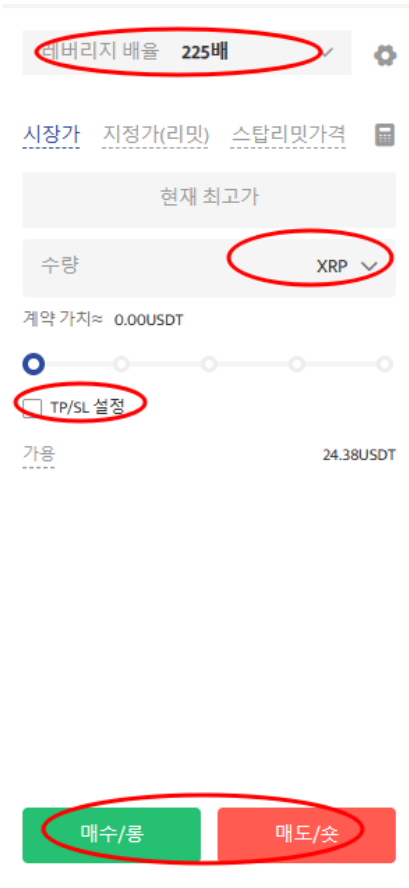 레버리지 배율 225배
시장가 지정가(리밋) 스탑리밋가격
현재 최고가
수량 XRP
계약 가치≈ 0.00USDT
TP/SL 설정
가용 24.38USDT
매수/롱 매도/숏